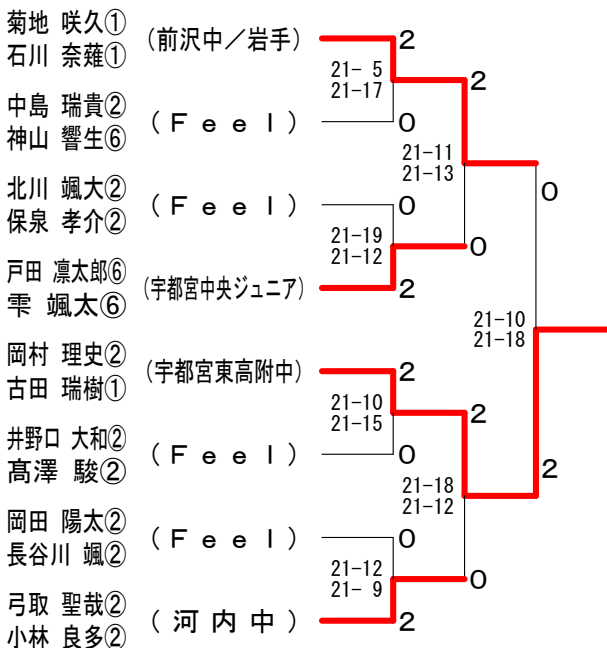 菊地 咲久①
石川 奈薙①
(前沢中／岩手)
2
21- 5
21-17
2
中島 瑞貴②
神山 響生⑥
(Ｆｅｅｌ)
0
21-11
21-13
0
北川 颯大②
保泉 孝介②
(Ｆｅｅｌ)
0
21-19
21-12
0
戸田 凛太郎⑥
雫 颯太⑥
(宇都宮中央ジュニア)
2
21-10
21-18
岡村 理史②
古田 瑞樹①
(宇都宮東高附中)
2
21-10
21-15
2
井野口 大和②
髙澤 駿②
(Ｆｅｅｌ)
0
21-18
21-12
2
岡田 陽太②
長谷川 颯②
(Ｆｅｅｌ)
0
21-12
21- 9
0
弓取 聖哉②
小林 良多②
(河内中)
2